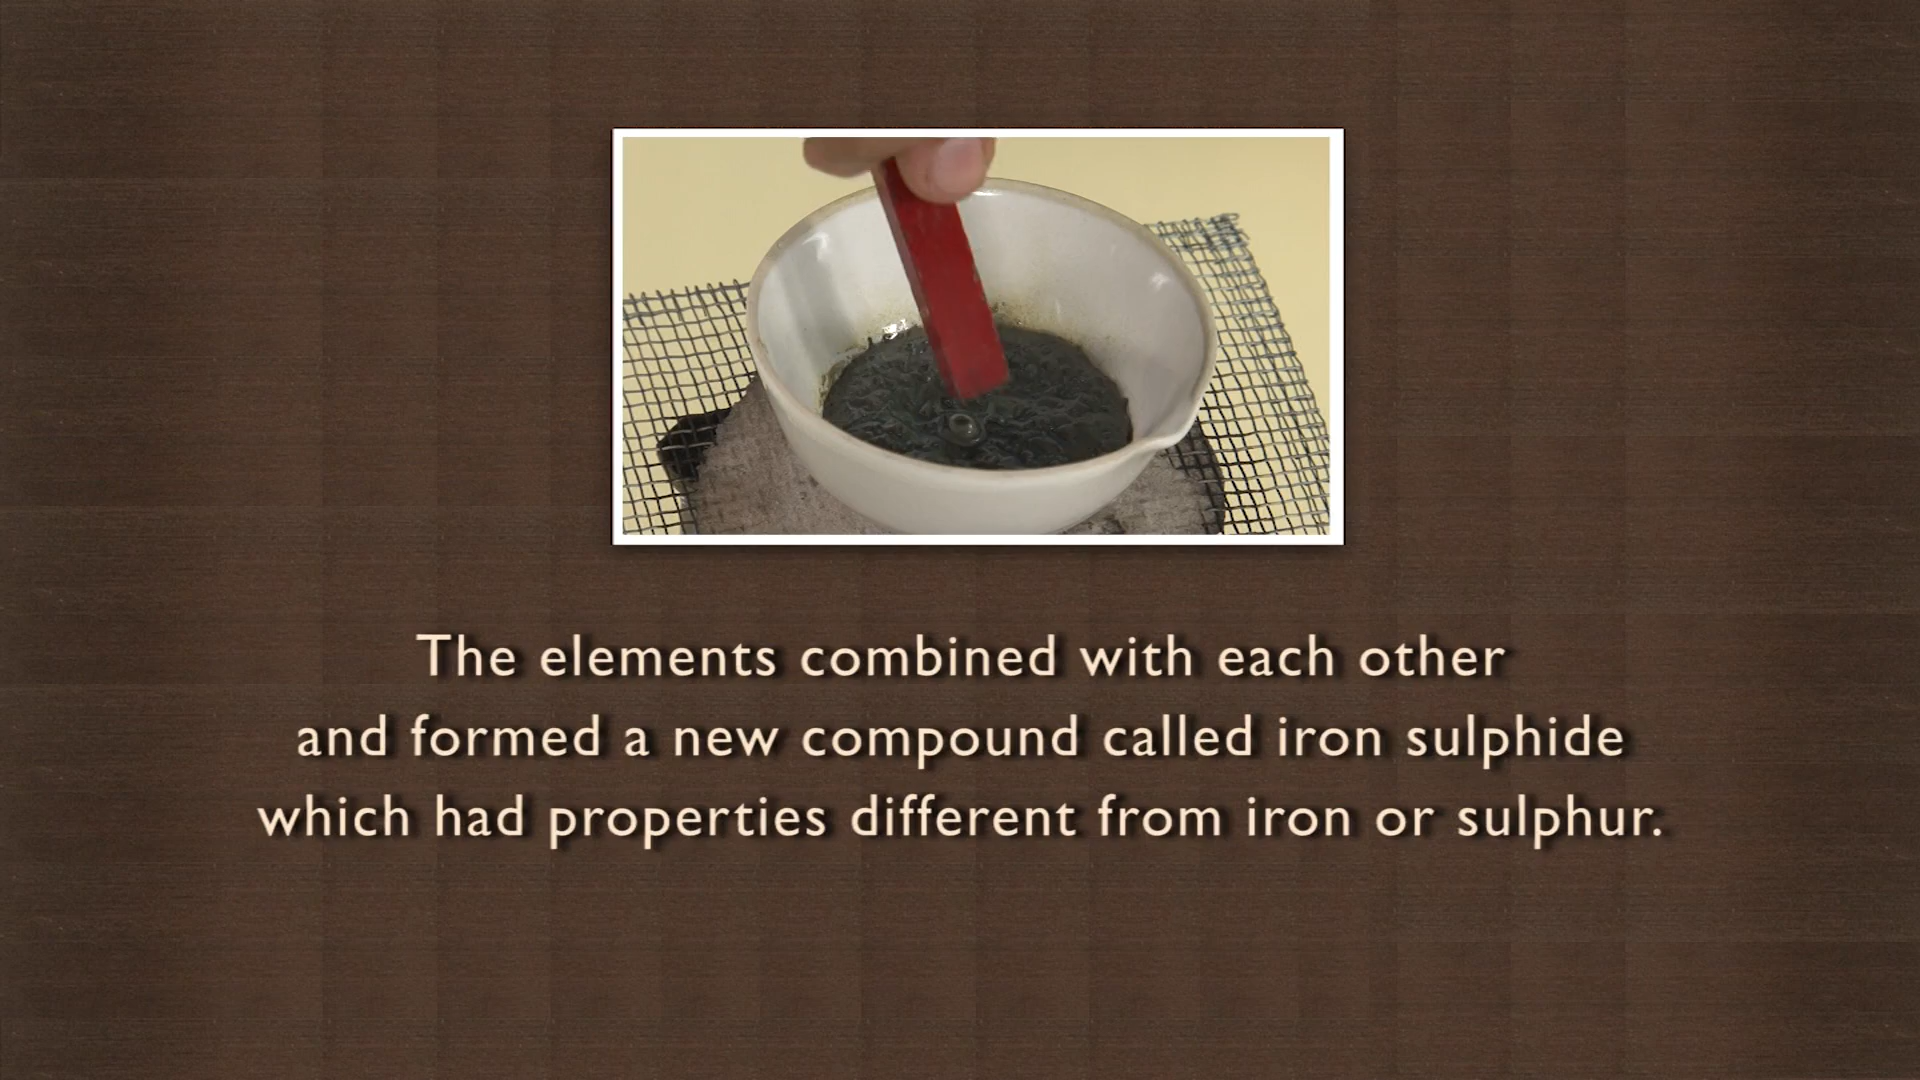 The elements combined with each other
and formed a new compound called iron sulphide
which had properties different from iron or sulphur.